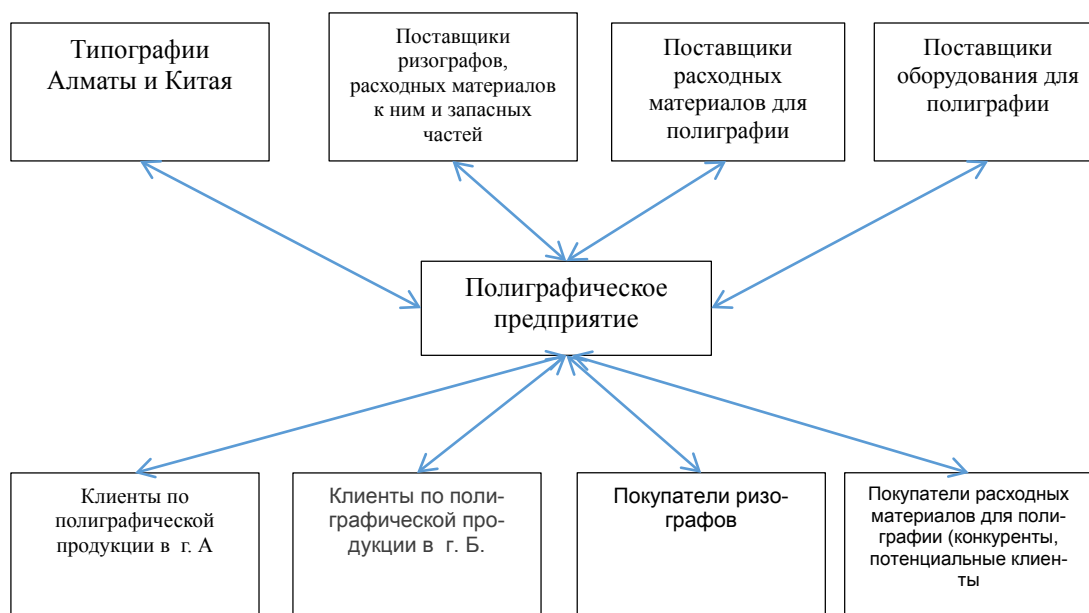 Типографии
Алматы и Китая
Поставщики
ризографов,
расходных материалов
к ним и запасных
частей
Поставщики
расходных
материалов для
полиграфии
Поставщики
оборудования для
полиграфии
Полиграфическое
предприятие
Клиенты по
полиграфической
продукции в  г. А
Клиенты по поли-
графической про-
дукции в  г. Б.
Покупатели ризо-
графов
Покупатели расходных
материалов для поли-
графии (конкуренты,
потенциальные клиен-
ты